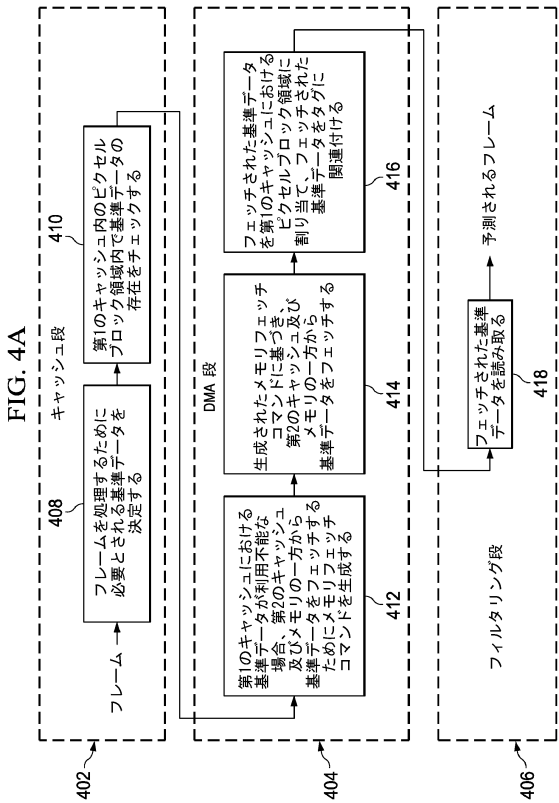 FIG. 4A
キャッシュ段
フレーム
408
フレームを処理するために
必要とされる基準データを
決定する
410
第1のキャッシュ内のピクセル
ブロック領域内で基準データの
存在をチェックする
402
DMA 段
第1のキャッシュにおける
基準データが利用不能な
場合、第2のキャッシュ
及びメモリの一方から
基準データをフェッチする
ためにメモリフェッチ
コマンドを生成する
412
生成されたメモリフェッチ
コマンドに基づき、
第2のキャッシュ及び
メモリの一方から
基準データをフェッチする
414
フェッチされた基準データ
を第1のキャッシュにおける
ピクセルブロック領域に
割り当て、フェッチされた
基準データをタグに
関連付ける
416
404
フィルタリング段
フェッチされた基準
データを読み取る
418
予測されるフレーム
406